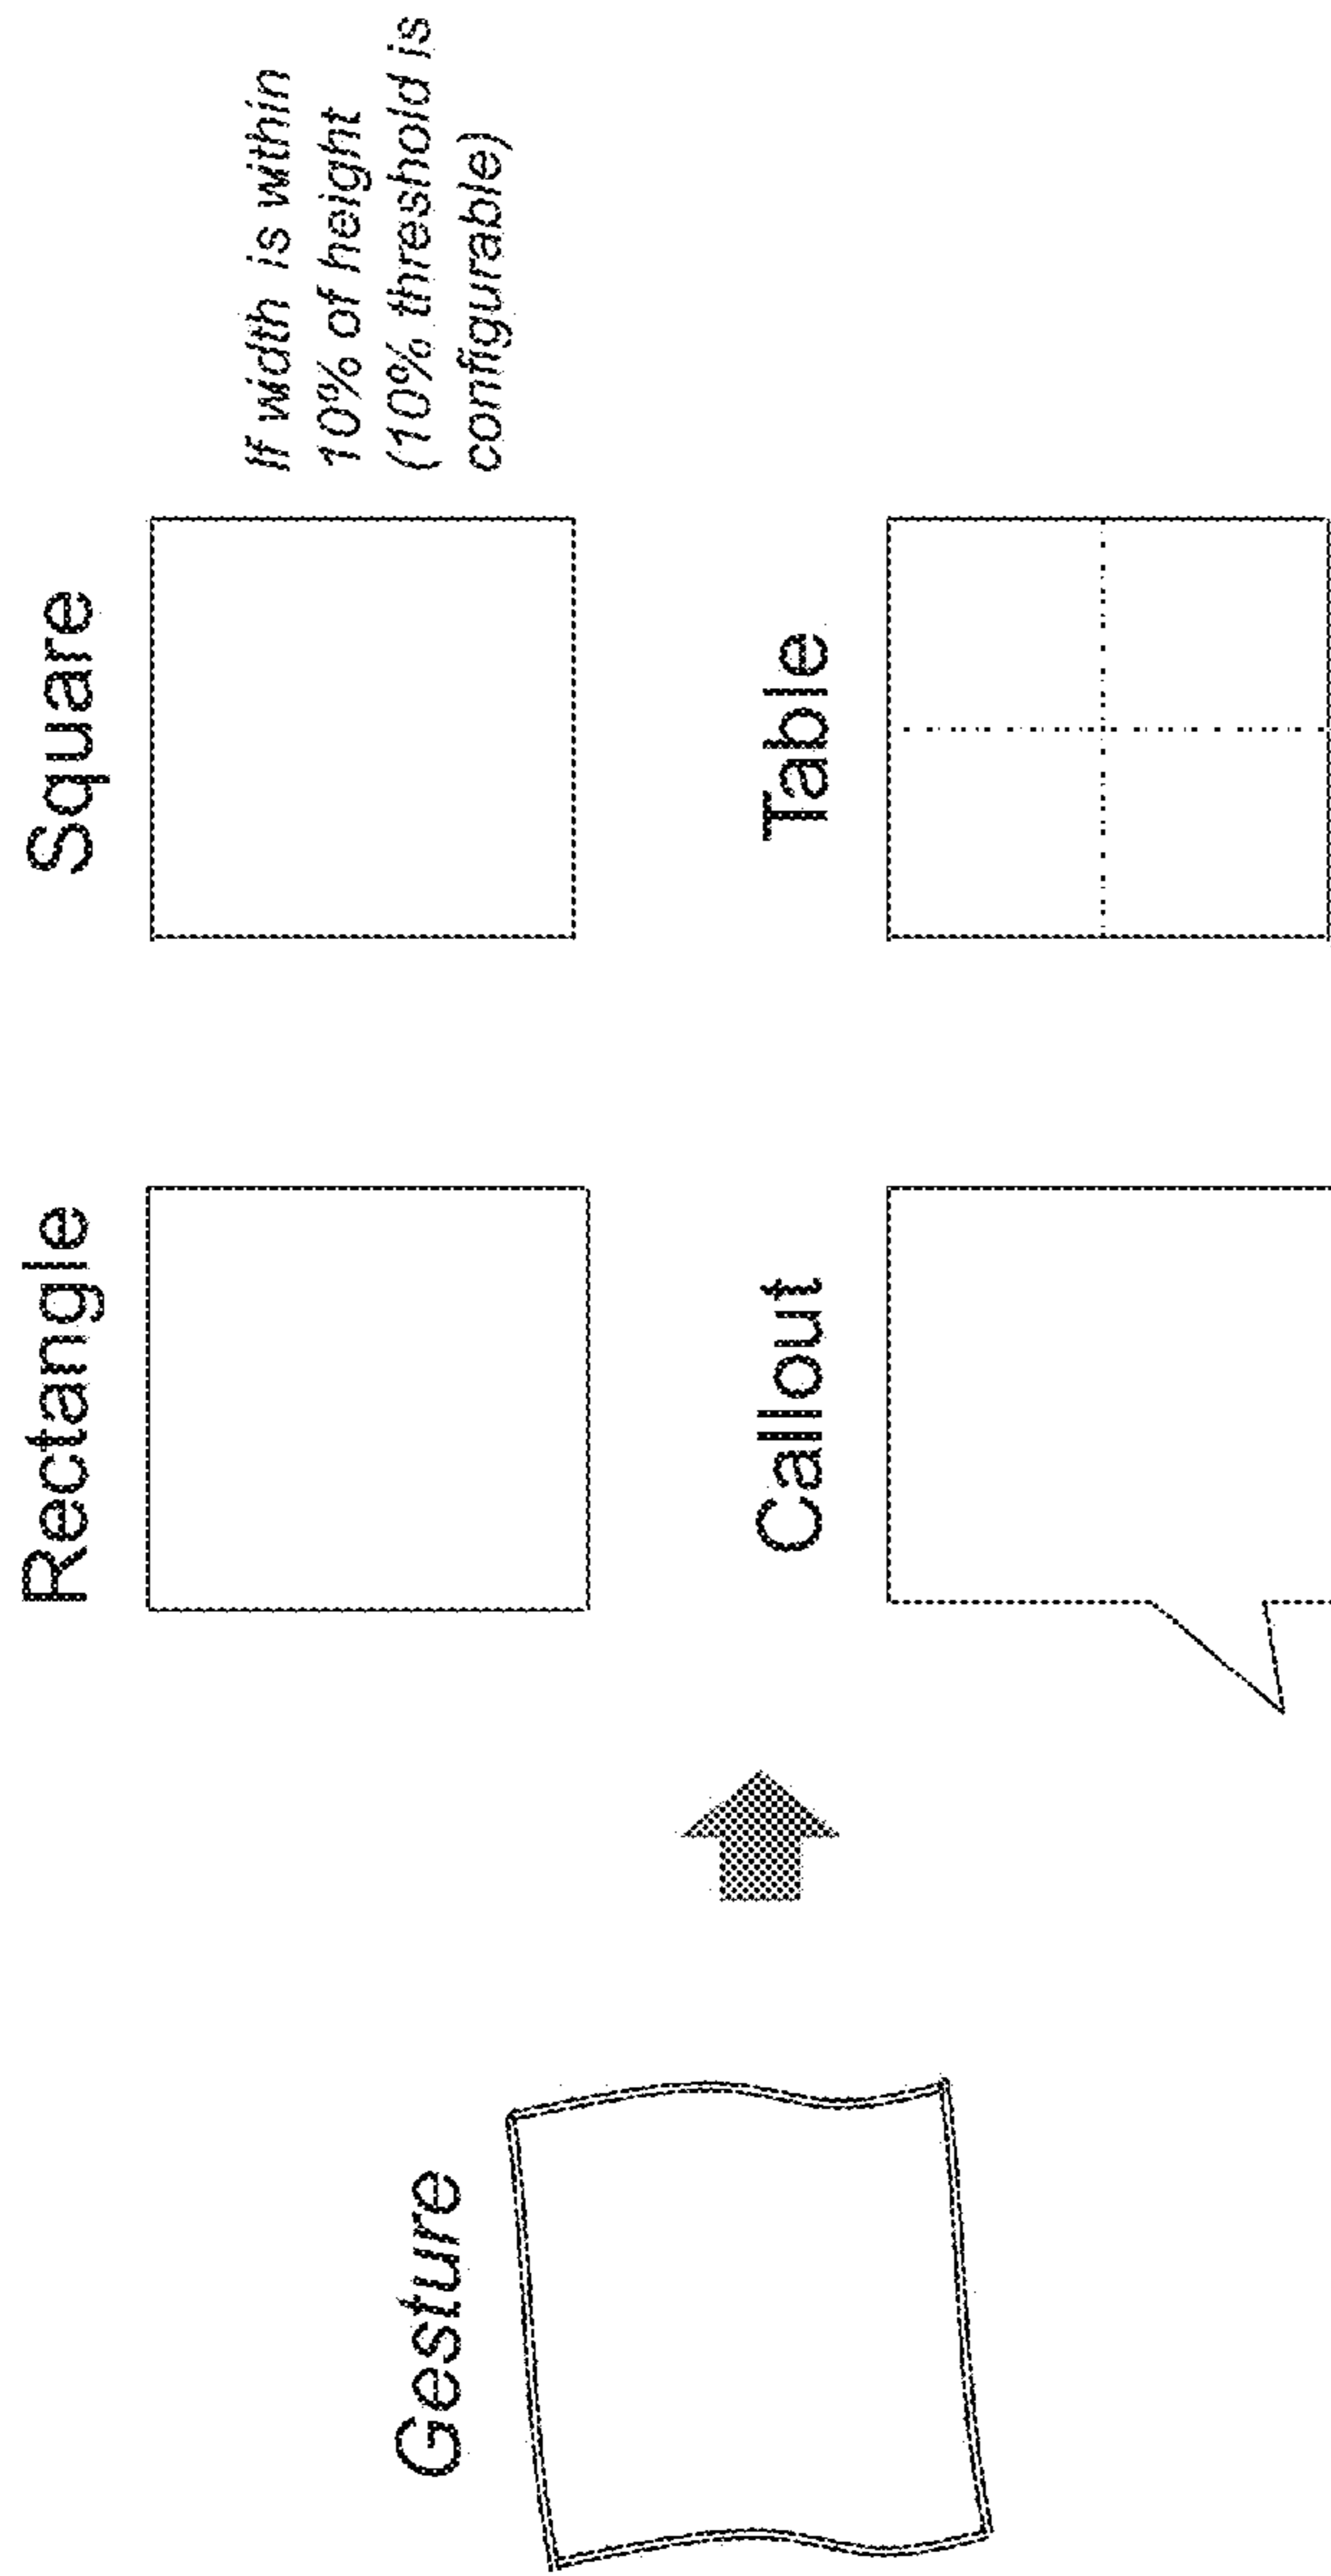 Gesture
Rectangle
Square
If width is within
10% of height
(10% threshold is
configurable)
Callout
Table